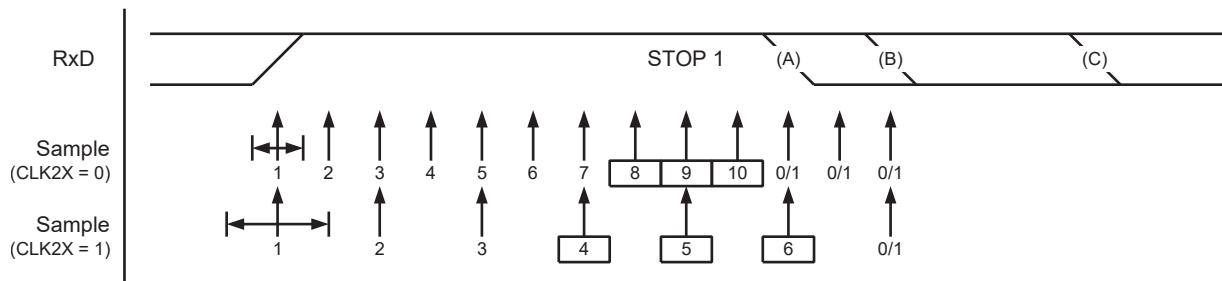 RxD STOP 1 (A) (B) (C)
Sample
(CLK2X = 0) 1 2 3 4 5 6 7 8 9 10 0/1 0/1 0/1
Sample
(CLK2X = 1) 1 2 3 4 5 6 0/1